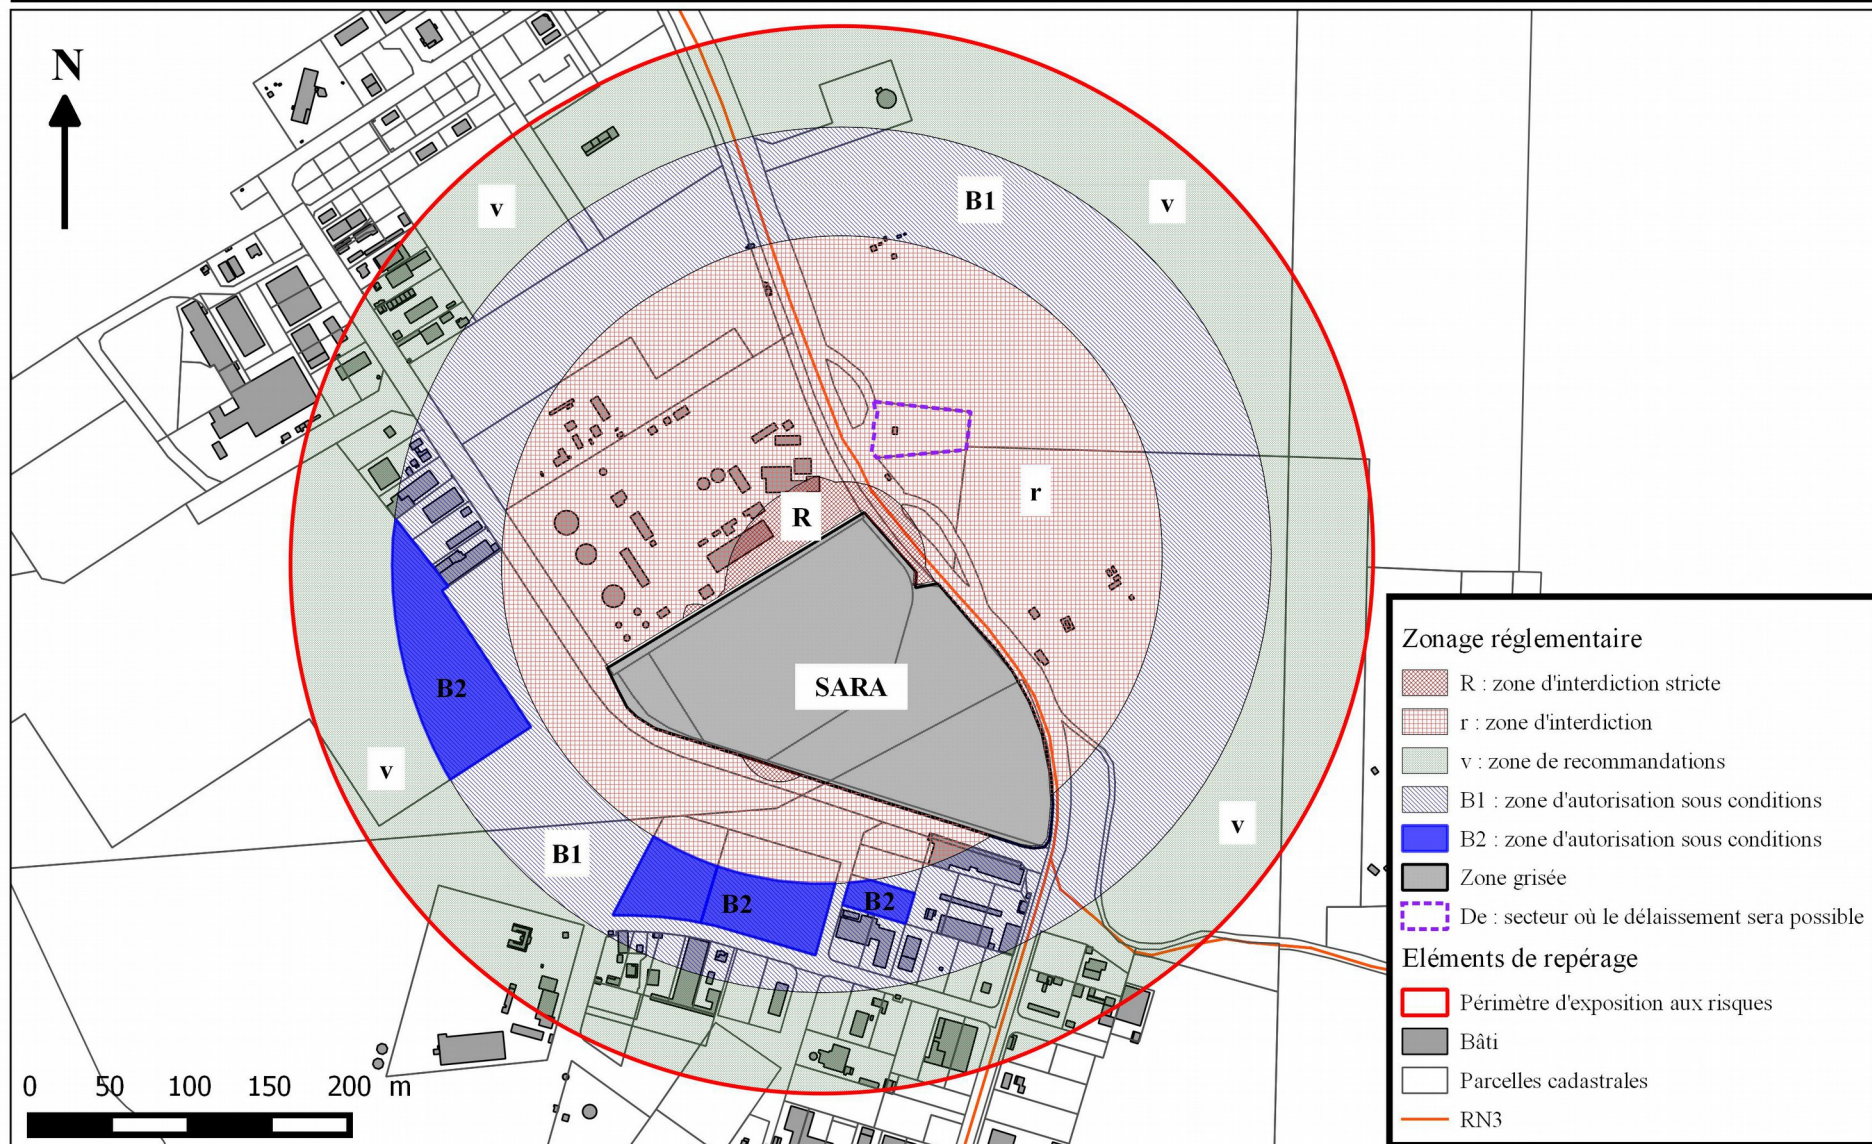 N
v
B1
v
r
R
B2
SARA
v
B1
v
B2
B2
0 50 100 150 200 m
Zonage réglementaire
R : zone d'interdiction stricte
r : zone d'interdiction
v : zone de recommandations
B1 : zone d'autorisation sous conditions
B2 : zone d'autorisation sous conditions
Zone grisée
De : secteur où le délaissement sera possible
Eléments de repérage
Périmètre d'exposition aux risques
Bâti
Parcelles cadastrales
RN3